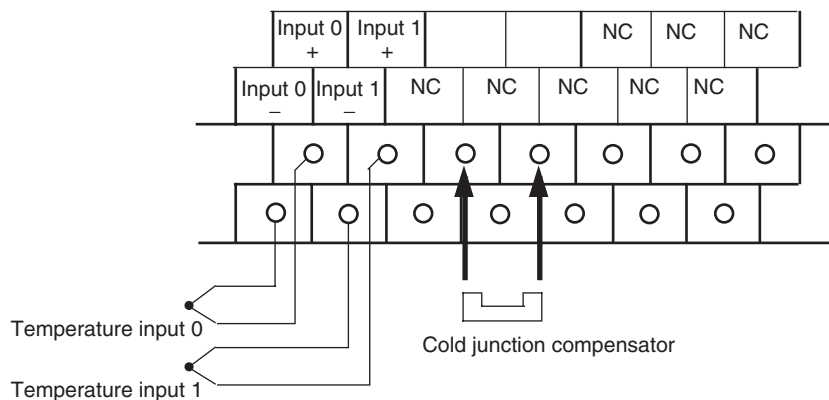 Input 0 Input 1 NC NC NC
+ +
Input 0 Input 1 NC NC NC NC NC
– –
Temperature input 0
Cold junction compensator
Temperature input 1